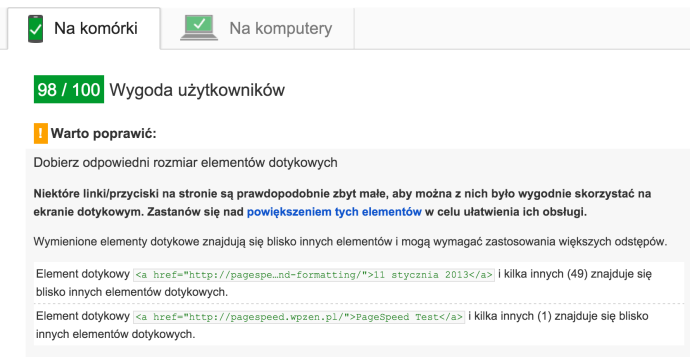 Na komórki
Na komputery
98 / 100 Wygoda użytkowników
! Warto poprawić:
Dobierz odpowiedni rozmiar elementów dotykowych
Niektóre linki/przyciski na stronie są prawdopodobnie zbyt małe, aby można z nich było wygodnie skorzystać na
ekranie dotykowym. Zastanów się nad powiększeniem tych elementów w celu ułatwienia ich obsługi.
Wymienione elementy dotykowe znajdują się blisko innych elementów i mogą wymagać zastosowania większych odstępów.
Element dotykowy <a href="http://pagespe…nd-formatting/">11 stycznia 2013</a> i kilka innych (49) znajduje się
blisko innych elementów dotykowych.
Element dotykowy <a href="http://pagespeed.wpzen.pl/">PageSpeed Test</a> i kilka innych (1) znajduje się blisko
innych elementów dotykowych.